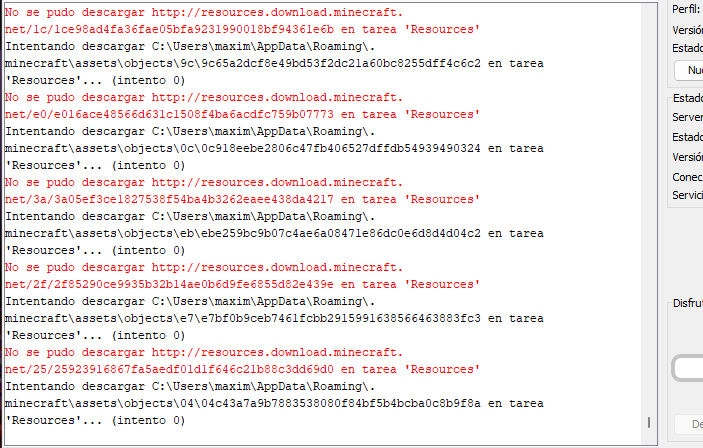 No se pudo descargar http://resources.download.minecraft.
net/1c/1ce98ad4fa36fae05bfa9231990018bf94361e6b en tarea 'Resources'
Intentando descargar C:\Users\maxim\AppData\Roaming\.
minecraft\assets\objects\9c\9c65a2dcf8e49bd53f2dc21a60bc8255dff4c6c2 en tarea
'Resources'... (intento 0)
No se pudo descargar http://resources.download.minecraft.
net/e0/e016ace48566d631c1508f4ba6acdfc759b07773 en tarea 'Resources'
Intentando descargar C:\Users\maxim\AppData\Roaming\.
minecraft\assets\objects\0c\0c918eebe2806c47fb406527dffdb54939490324 en tarea
'Resources'... (intento 0)
No se pudo descargar http://resources.download.minecraft.
net/3a/3a05ef3ce1827538f54ba4b3262eaee438da4217 en tarea 'Resources'
Intentando descargar C:\Users\maxim\AppData\Roaming\.
minecraft\assets\objects\eb\ebe259bc9b07c4ae6a08471e86dc0e6d8d4d04c2 en tarea
'Resources'... (intento 0)
No se pudo descargar http://resources.download.minecraft.
net/2f/2f85290ce9935b32b14ae0b6d9fe6855d82e439e en tarea 'Resources'
Intentando descargar C:\Users\maxim\AppData\Roaming\.
minecraft\assets\objects\e7\e7bf0b9ceb7461fcbb2915991638566463883fc3 en tarea
'Resources'... (intento 0)
No se pudo descargar http://resources.download.minecraft.
net/25/25923916867fa5aedf01d1f646c21b88c3dd69d0 en tarea 'Resources'
Intentando descargar C:\Users\maxim\AppData\Roaming\.
minecraft\assets\objects\04\04c43a7a9b7883538080f84bf5b4bcba0c8b9f8a en tarea
'Resources'... (intento 0)
Perfil:
Versión
Estado
Nue
Estado
Server
Estado
Versión
Conec
Servici
Disfrut
De